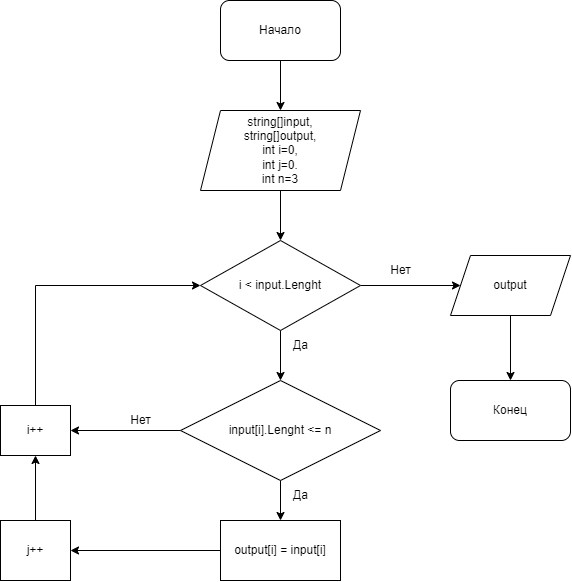 Начало
string[]input,
string[]output,
int i=0,
int j=0.
int n=3
i < input.Lenght
Нет
output
Да
Конец
i++
Нет
input[i].Lenght <= n
Да
j++
output[i] = input[i]